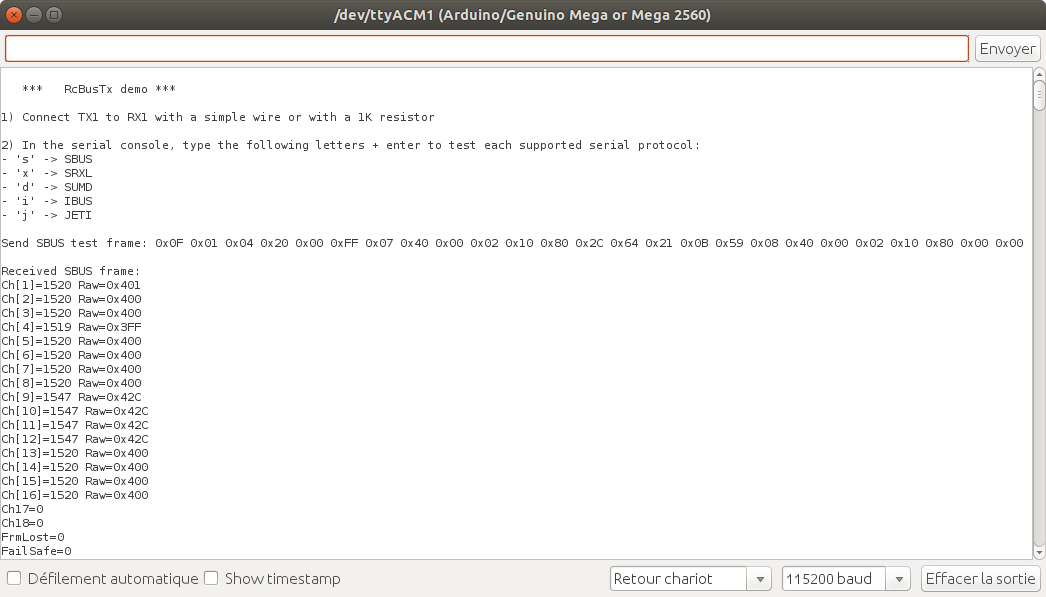 /dev/ttyACM1 (Arduino/Genuino Mega or Mega 2560)
Envoyer
*** RcBusTx demo ***
1) Connect TX1 to RX1 with a simple wire or with a 1K resistor
2) In the serial console, type the following letters + enter to test each supported serial protocol:
- 's' -> SBUS
- 'x' -> SRXL
- 'd' -> SUMD
- 'i' -> IBUS
- 'j' -> JETI
Send SBUS test frame: 0x0F 0x01 0x04 0x20 0x00 0xFF 0x07 0x40 0x00 0x02 0x10 0x80 0x2C 0x64 0x21 0x0B 0x59 0x08 0x40 0x00 0x02 0x10 0x80 0x00 0x00
Received SBUS frame:
Ch[1]=1520 Raw=0x401
Ch[2]=1520 Raw=0x400
Ch[3]=1520 Raw=0x400
Ch[4]=1519 Raw=0x3FF
Ch[5]=1520 Raw=0x400
Ch[6]=1520 Raw=0x400
Ch[7]=1520 Raw=0x400
Ch[8]=1520 Raw=0x400
Ch[9]=1547 Raw=0x42C
Ch[10]=1547 Raw=0x42C
Ch[11]=1547 Raw=0x42C
Ch[12]=1547 Raw=0x42C
Ch[13]=1520 Raw=0x400
Ch[14]=1520 Raw=0x400
Ch[15]=1520 Raw=0x400
Ch[16]=1520 Raw=0x400
Ch17=0
Ch18=0
FrmLost=0
FailSafe=0
Défilement automatique Show timestamp Retour chariot 115200 baud Effacer la sortie